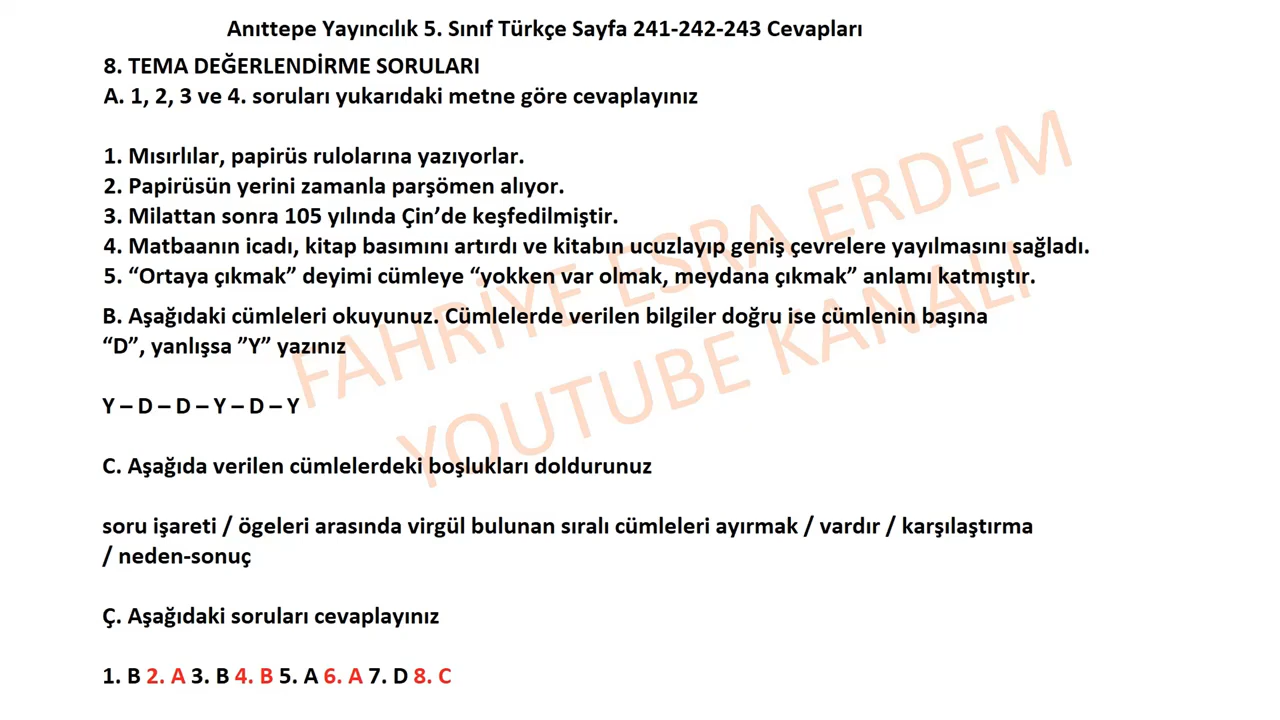 Anıttepe Yayıncılık 5. Sınıf Türkçe Sayfa 241-242-243 Cevapları
8. TEMA DEĞERLENDİRME SORULARI
A. 1, 2, 3 ve 4. soruları yukarıdaki metne göre cevaplayınız
1. Mısırlılar, papirüs rulolarına yazıyorlar.
2. Papirüsün yerini zamanla parşömen alıyor.
3. Milattan sonra 105 yılında Çin’de keşfedilmiştir.
4. Matbaanın icadı, kitap basımını artırdı ve kitabın ucuzlayıp geniş çevrelere yayılmasını sağladı.
5. “Ortaya çıkmak” deyimi cümleye “yokken var olmak, meydana çıkmak” anlamı katmıştır.
B. Aşağıdaki cümleleri okuyunuz. Cümlelerde verilen bilgiler doğru ise cümlenin başına
“D”, yanlışsa ”Y” yazınız
Y – D – D – Y – D – Y
C. Aşağıda verilen cümlelerdeki boşlukları doldurunuz
soru işareti / ögeleri arasında virgül bulunan sıralı cümleleri ayırmak / vardır / karşılaştırma
/ neden-sonuç
Ç. Aşağıdaki soruları cevaplayınız
1. B 2. A 3. B 4. B 5. A 6. A 7. D 8. C
FAHRİYE ESRA ERDEM
YOUTUBE KANALI